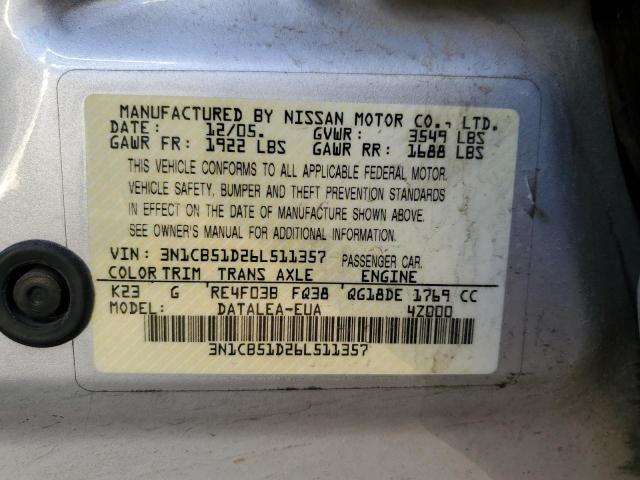 MANUFACTURED BY NISSAN MOTOR CO., LTD.
DATE: 12/05. GVWR: 3549 LBS
GAWR FR: 1922 LBS GAWR RR: 1688 LBS
THIS VEHICLE CONFORMS TO ALL APPLICABLE FEDERAL MOTOR
VEHICLE SAFETY, BUMPER AND THEFT PREVENTION STANDARDS
IN EFFECT ON THE DATE OF MANUFACTURE SHOWN ABOVE.
SEE OWNER'S MANUAL FOR ADDITIONAL INFORMATION.
VIN: 3N1CB51D26L511357 PASSENGER CAR.
COLOR TRIM TRANS AXLE ENGINE
K23 G RE4F03B FQ38 QG18DE 1769 CC
MODEL: DATALEA-EUA 4Z000
3N1CB51D26L511357